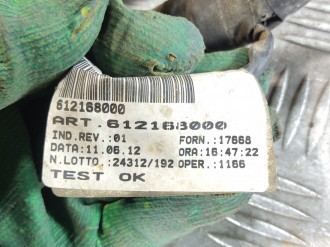 612168000
ART.612168000
IND.REV.:01 FORN.:17668
DATA:11.06.12 ORA:16:47:22
N.LOTTO.:24312/192 OPER.:1166
TEST OK